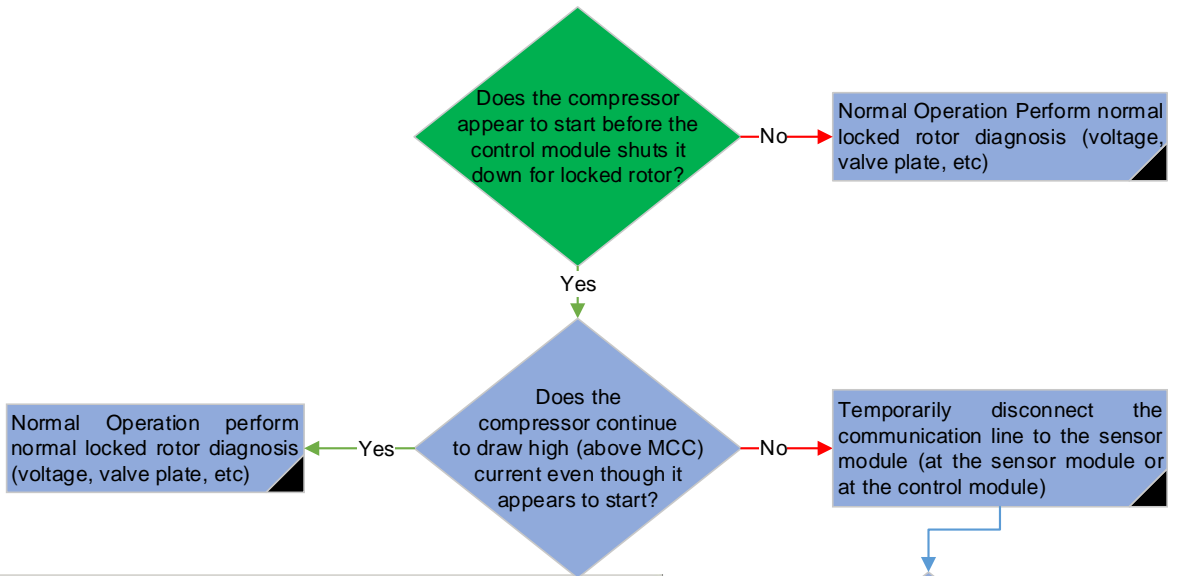 Does the compressor
appear to start before the
control module shuts it
down for locked rotor?
No
Normal Operation Perform normal
locked rotor diagnosis (voltage,
valve plate, etc)
Yes
Does the
compressor continue
to draw high (above MCC)
current even though it
appears to start?
Yes
Normal Operation perform
normal locked rotor diagnosis
(voltage, valve plate, etc)
No
Temporarily disconnect the
communication line to the sensor
module (at the sensor module or
at the control module)